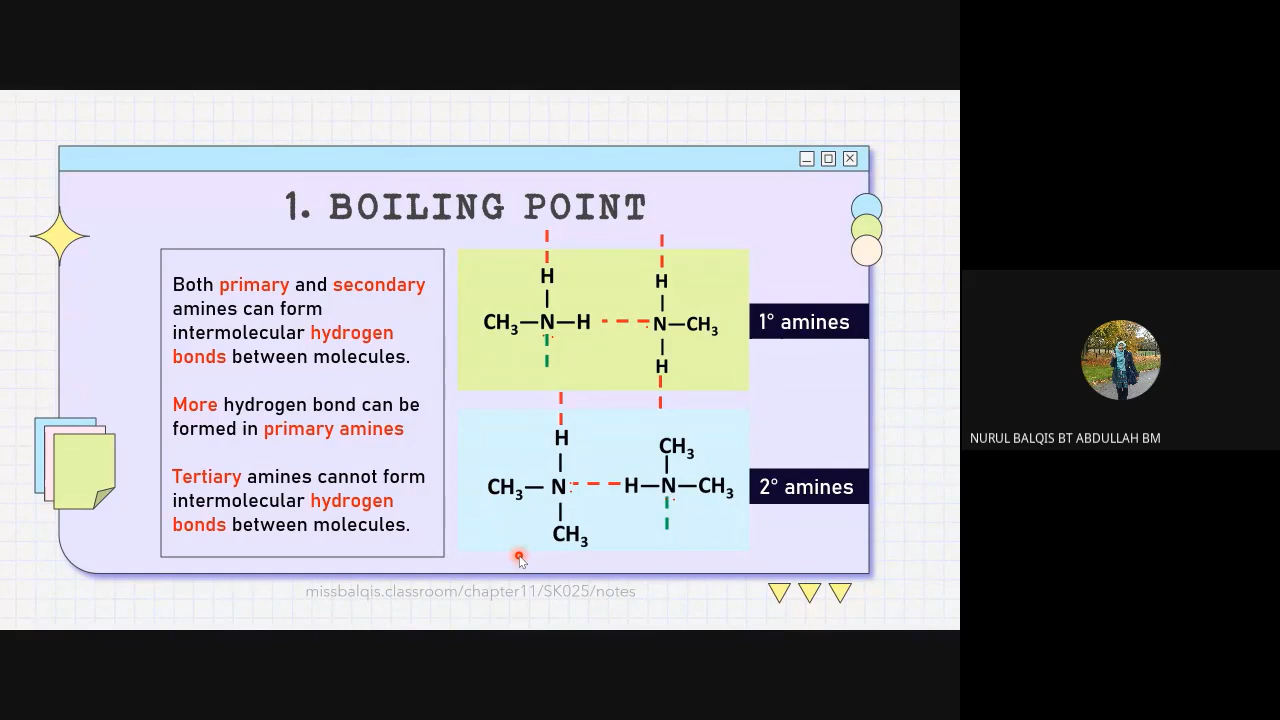 1. BOILING POINT
Both primary and secondary
amines can form
intermolecular hydrogen
bonds between molecules.
More hydrogen bond can be
formed in primary amines
Tertiary amines cannot form
intermolecular hydrogen
bonds between molecules.
H
H
CH₃—N—H
N—CH₃
H
1° amines
H
CH₃
CH₃—N
H—N—CH₃
CH₃
2° amines
missbalqis.classroom/chapter11/SK025/notes
NURUL BALQIS BT ABDULLAH BM